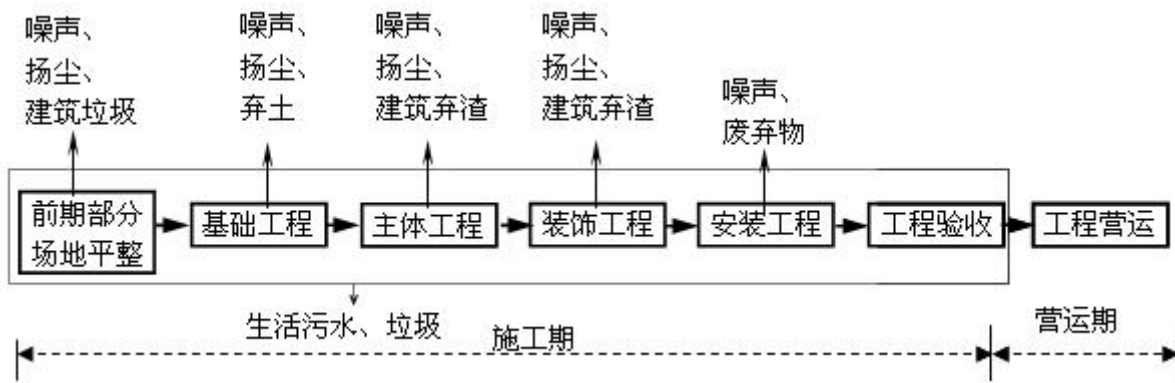 噪声、
扬尘、
建筑垃圾
噪声、
扬尘、
弃土
噪声、
扬尘、
建筑弃渣
噪声、
扬尘、
建筑弃渣
噪声、
废弃物
前期部分
场地平整
基础工程
主体工程
装饰工程
安装工程
工程验收
工程营运
生活污水、垃圾
施工期
营运期